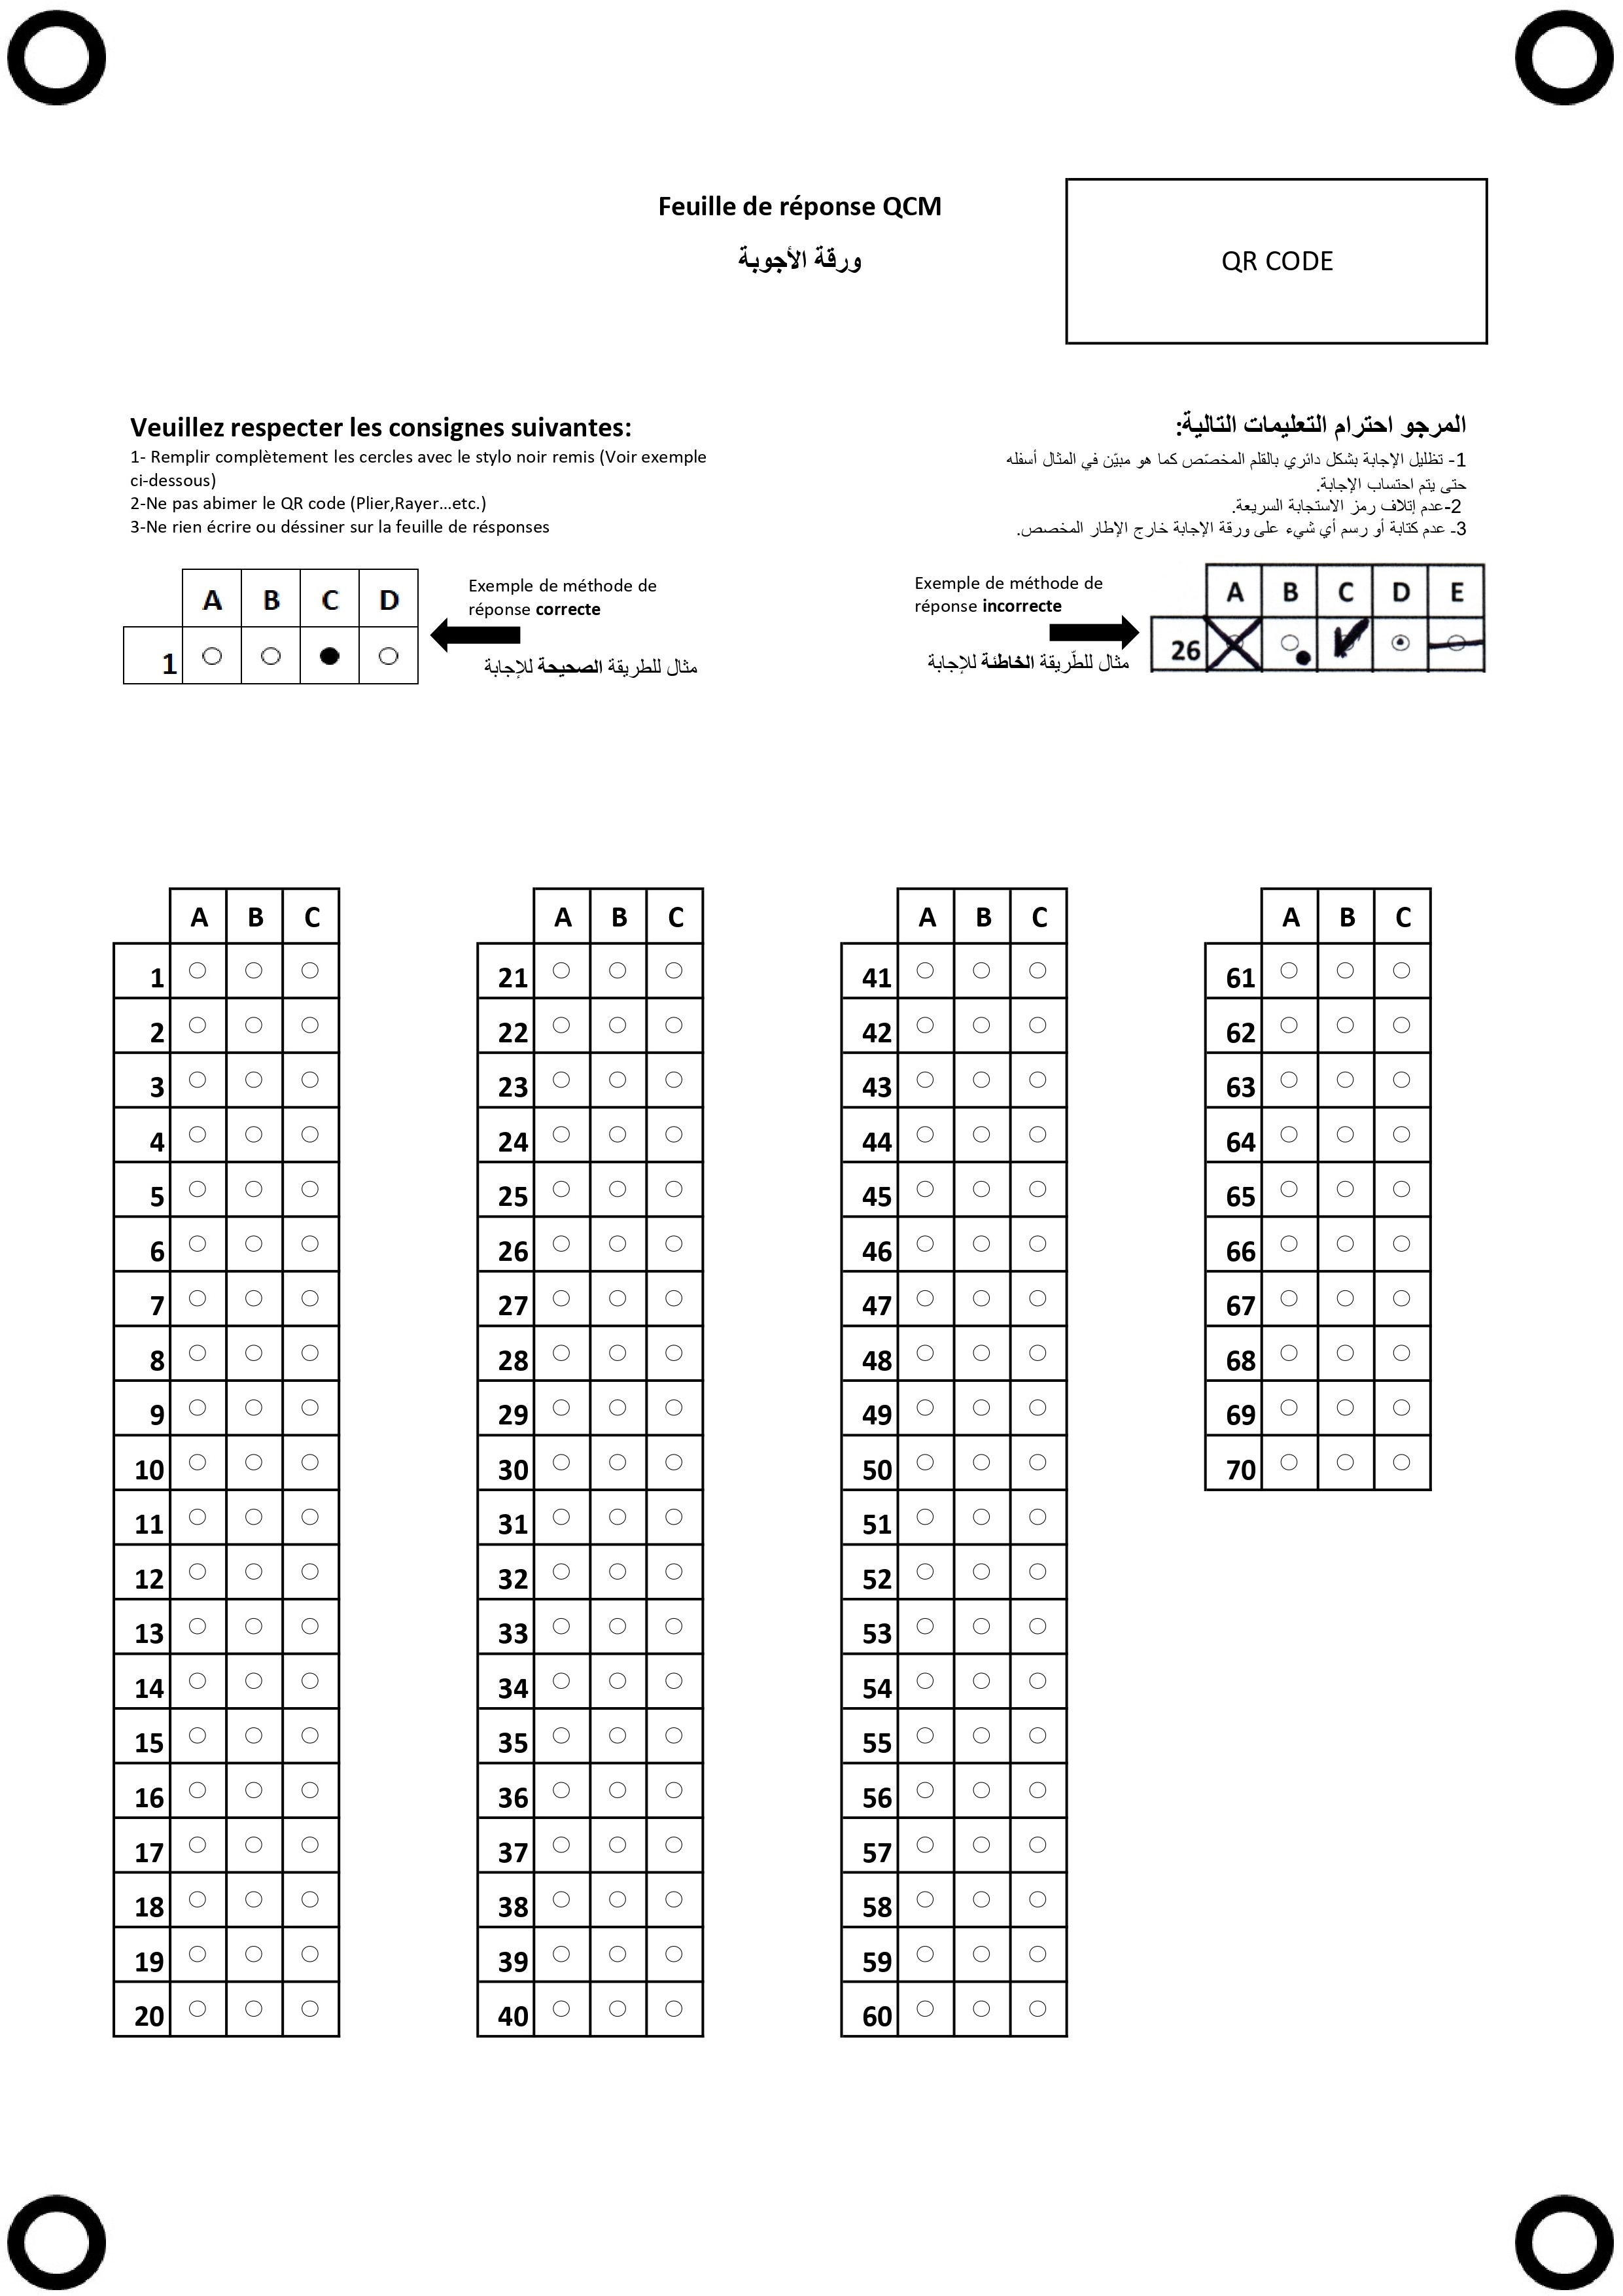 Feuille de réponse QCM
ورقة الأجوبة
QR CODE
Veuillez respecter les consignes suivantes:
1- Remplir complètement les cercles avec le stylo noir remis (Voir exemple
ci-dessous)
2-Ne pas abimer le QR code (Plier,Rayer...etc.)
3-Ne rien écrire ou déssiner sur la feuille de résponses
المرجو احترام التعليمات التالية:
1- تظليل الإجابة بشكل دائري بالقلم المخصّص كما هو مبيّن في المثال أسفله
حتى يتم احتساب الإجابة.
2-عدم إتلاف رمز الاستجابة السريعة.
3- عدم كتابة أو رسم أي شيء على ورقة الإجابة خارج الإطار المخصص.
A B C D
1
Exemple de méthode de
réponse correcte
مثال للطريقة الصحيحة للإجابة
Exemple de méthode de
réponse incorrecte
مثال للطّريقة الخاطئة للإجابة
A B C D E
26
A B C
1
2
3
4
5
6
7
8
9
10
11
12
13
14
15
16
17
18
19
20
A B C
21
22
23
24
25
26
27
28
29
30
31
32
33
34
35
36
37
38
39
40
A B C
41
42
43
44
45
46
47
48
49
50
51
52
53
54
55
56
57
58
59
60
A B C
61
62
63
64
65
66
67
68
69
70